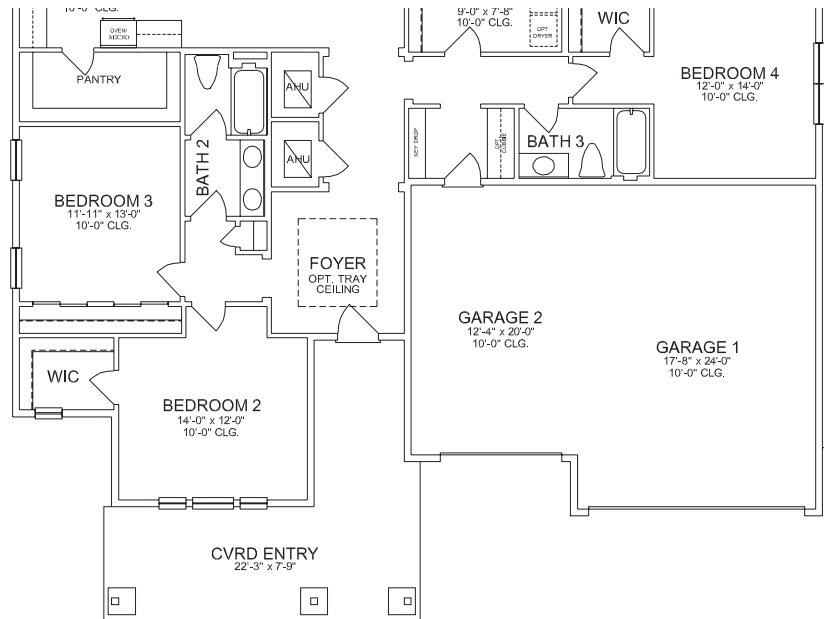 10'-0" CLG.
OVEN/
MICRO
PANTRY
9'-0" x 7'-8"
10'-0" CLG.
OPT
DRYER
WIC
BEDROOM 4
12'-0" x 14'-0"
10'-0" CLG.
AHU
AHU
BATH 2
KEY DROP
OPT.
BATH 3
BEDROOM 3
11'-11" x 13'-0"
10'-0" CLG.
FOYER
OPT. TRAY
CEILING
GARAGE 2
12'-4" x 20'-0"
10'-0" CLG.
GARAGE 1
17'-8" x 24'-0"
10'-0" CLG.
WIC
BEDROOM 2
14'-0" x 12'-0"
10'-0" CLG.
CVRD ENTRY
22'-3" x 7'-9"